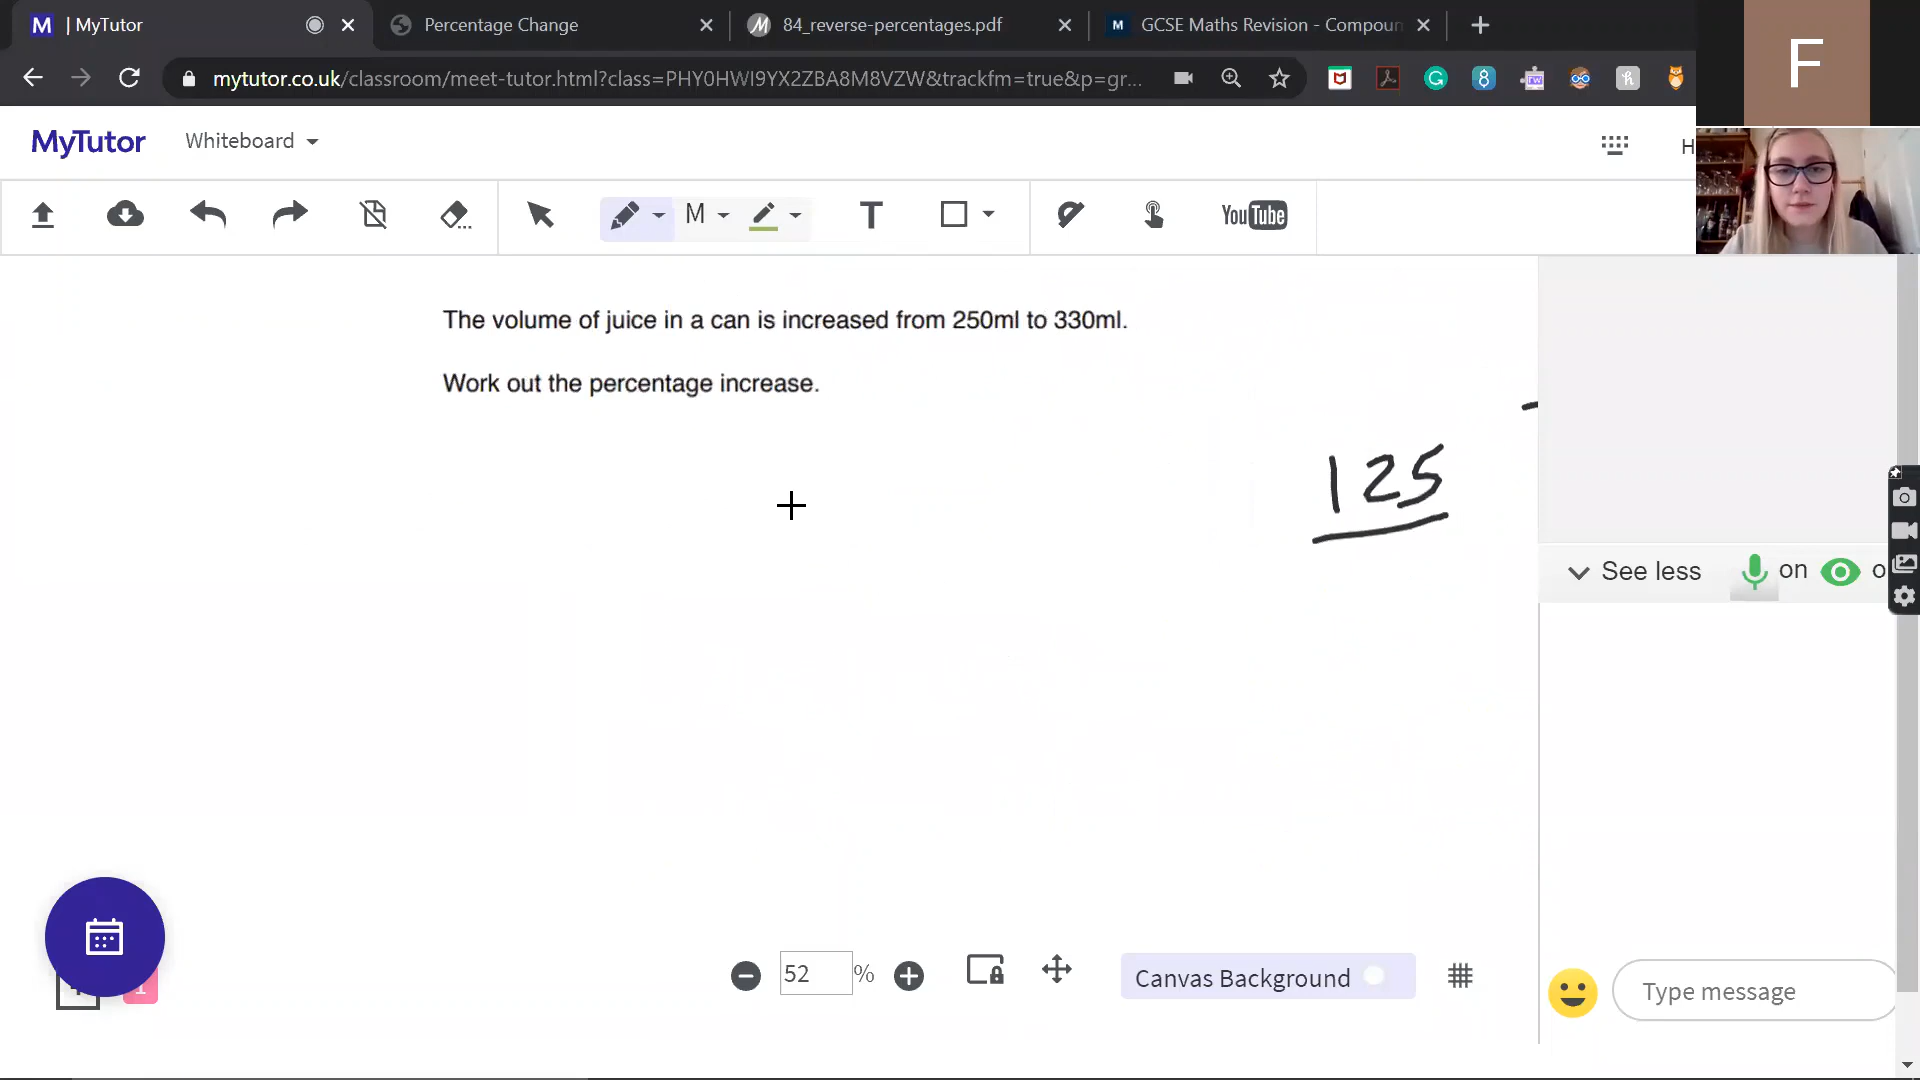 | MyTutor
Percentage Change
84_reverse-percentages.pdf
GCSE Maths Revision - Compoun
mytutor.co.uk/classroom/meet-tutor.html?class=PHY0HWI9YX2ZBA8M8VZW&trackfm=true&p=gr...
F
MyTutor
Whiteboard
H
M
T
YouTube
The volume of juice in a can is increased from 250ml to 330ml.
Work out the percentage increase.
125
See less
on
o
52
%
Canvas Background
1
Type message